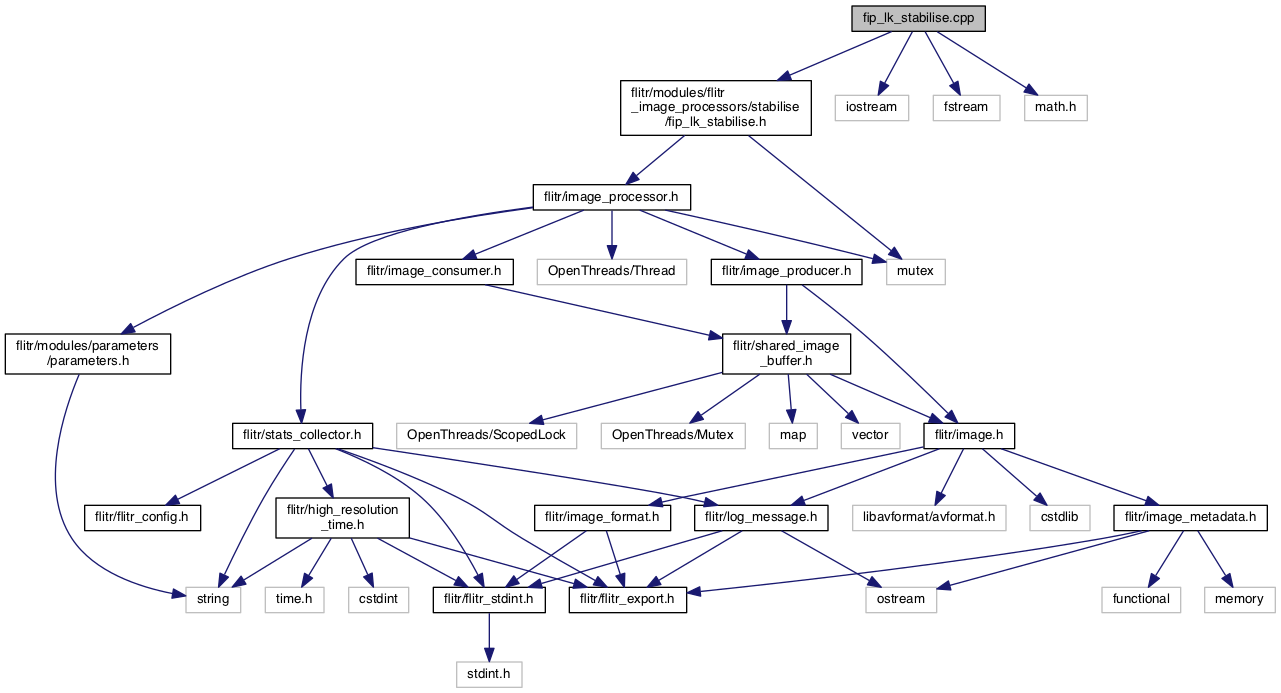 fip_lk_stabilise.cpp
flitr/modules/flitr
_image_processors/stabilise
/fip_lk_stabilise.h
iostream
fstream
math.h
flitr/image_processor.h
flitr/image_consumer.h
OpenThreads/Thread
flitr/image_producer.h
mutex
flitr/modules/parameters
/parameters.h
flitr/shared_image
_buffer.h
flitr/stats_collector.h
OpenThreads/ScopedLock
OpenThreads/Mutex
map
vector
flitr/image.h
flitr/flitr_config.h
flitr/high_resolution
_time.h
flitr/image_format.h
flitr/log_message.h
libavformat/avformat.h
cstdlib
flitr/image_metadata.h
string
time.h
cstdint
flitr/flitr_stdint.h
flitr/flitr_export.h
ostream
functional
memory
stdint.h